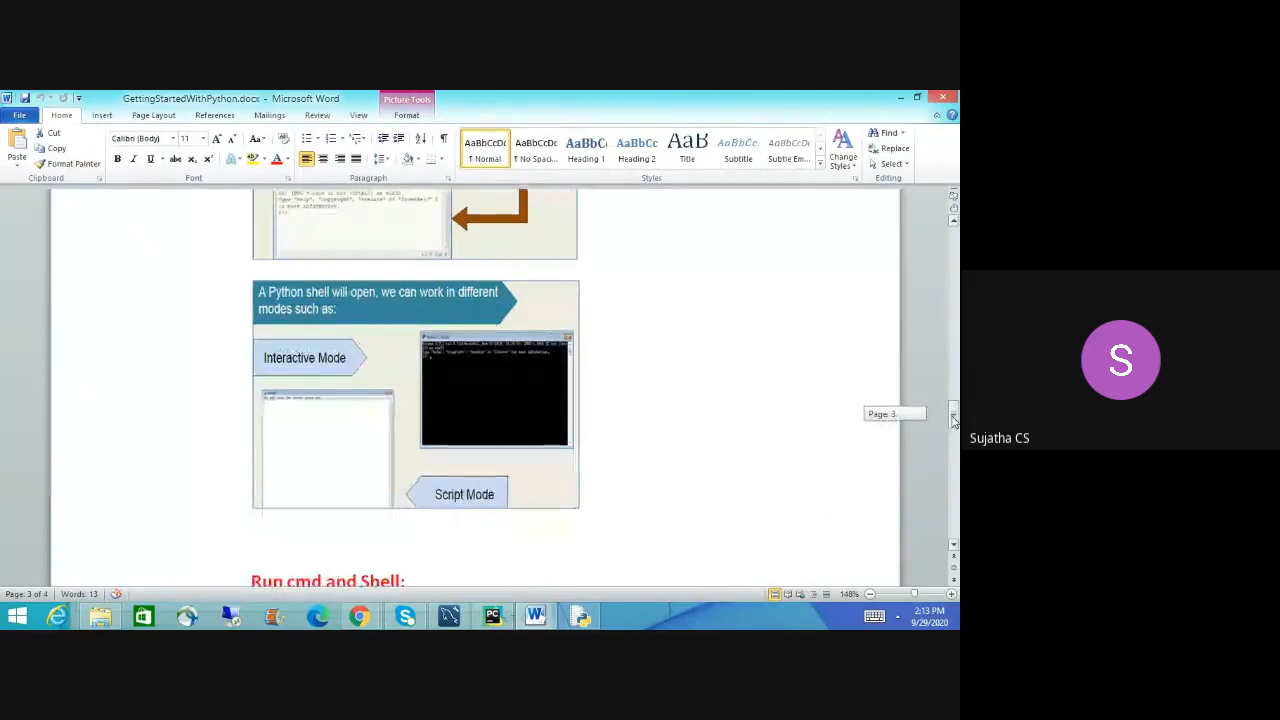 GettingStartedWithPython.docx - Microsoft Word
Picture Tools
File Home Insert Page Layout References Mailings Review View Format
Paste
Cut
Copy
Format Painter
Clipboard
Calibri (Body) 11
Font
Paragraph
AaBbCcDc AaBbCcDc AaBbC AaBbCc AaB AaBbCc. AaBbCcDc
¶ Normal ¶ No Spaci... Heading 1 Heading 2 Title Subtitle Subtle Em...
Styles
Change Styles
Find
Replace
Select
Editing
A Python shell will open, we can work in different
modes such as:
Interactive Mode
Script Mode
Page: 3
Run cmd and Shell:
Page: 3 of 4 Words: 13
148%
2:13 PM
9/29/2020
S
Sujatha CS